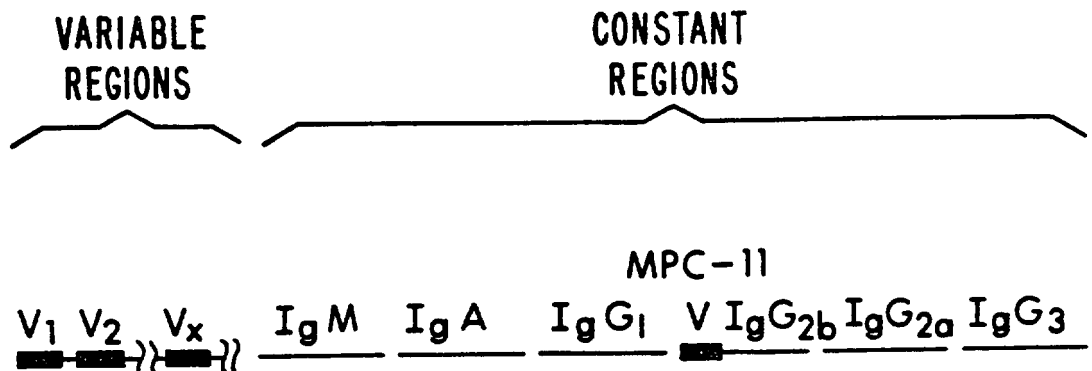 VARIABLE REGIONS
CONSTANT REGIONS
MPC-11
V₁ V₂ Vₓ IgM IgA IgG₁ V IgG₂b IgG₂a IgG₃